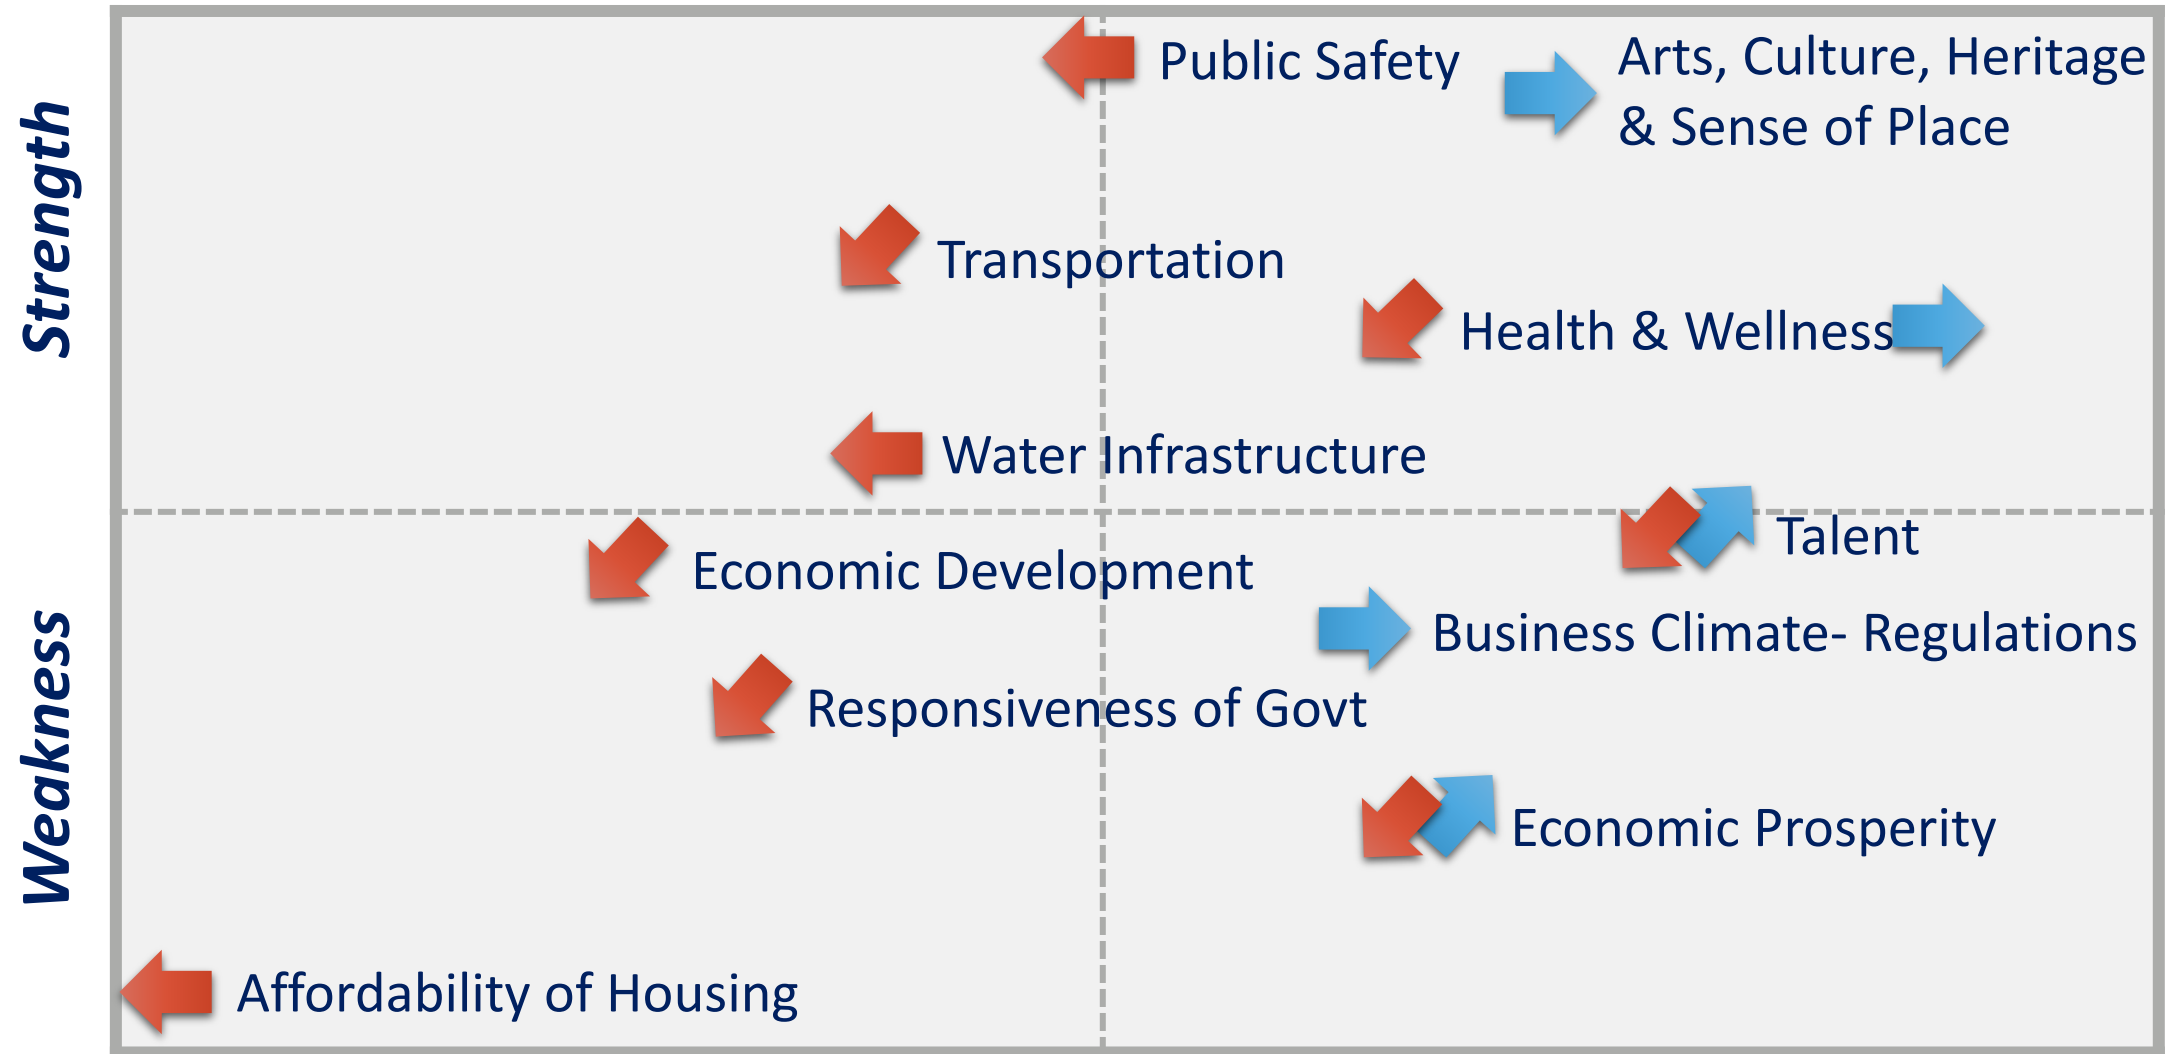 Strength
Weakness
Public Safety
Arts, Culture, Heritage
& Sense of Place
Transportation
Health & Wellness
Water Infrastructure
Talent
Economic Development
Business Climate- Regulations
Responsiveness of Govt
Economic Prosperity
Affordability of Housing